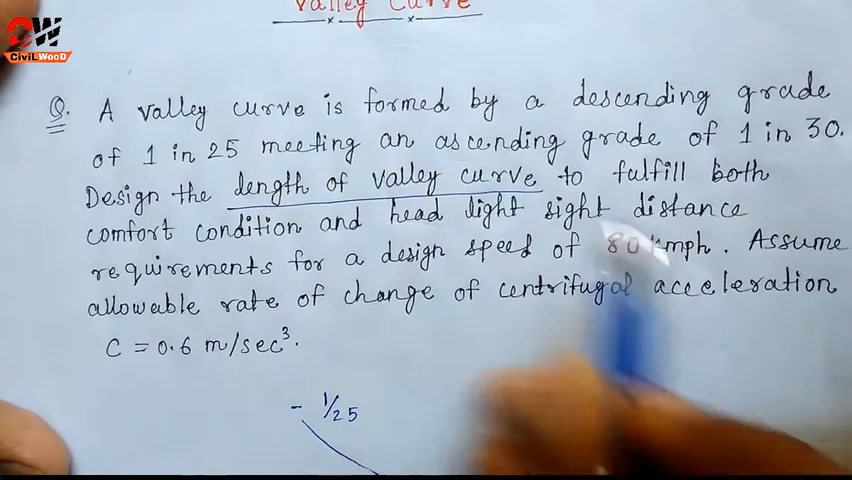 Valley Curve
CW
CiviL WooD
Q. A valley curve is formed by a descending grade
of 1 in 25 meeting an ascending grade of 1 in 30.
Design the length of valley curve to fulfill both
comfort condition and head light sight distance
requirements for a design speed of 80 kmph. Assume
allowable rate of change of centrifugal acceleration
C = 0.6 m/sec³.
- 1/25